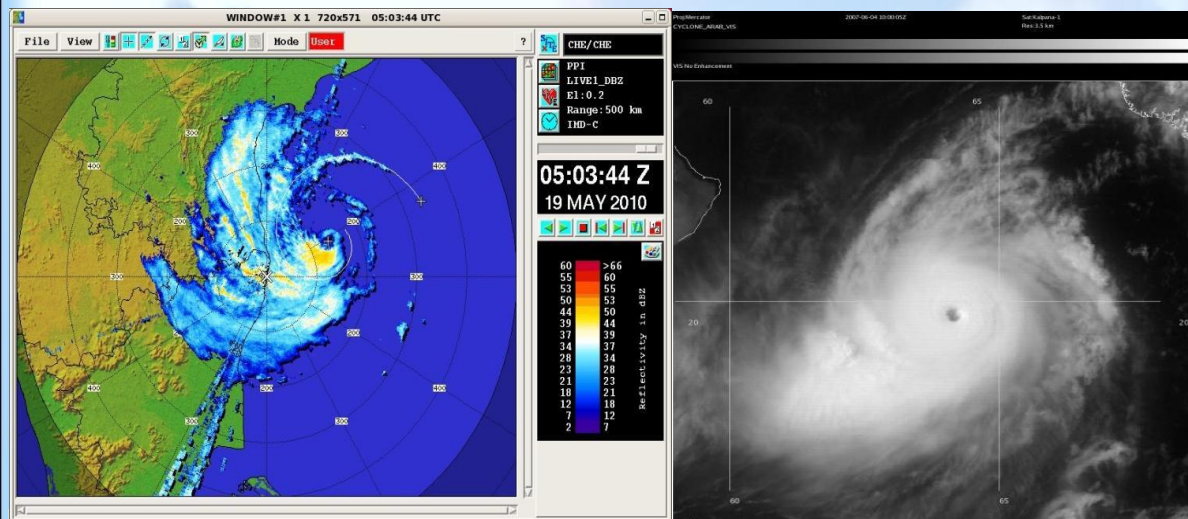 WINDOW#1 X 1 720x571 05:03:44 UTC
File View Mode User ?
CHE/CHE
PPI
LIVE1_DBZ
El:0.2
Range:500 km
IMD-C
05:03:44 Z
19 MAY 2010
60 >66
55 60
53 55
50 53
44 50
39 44
37 39
34 37
28 34
23 28
21 23
18 21
12 18
7 12
2 7
Reflectivity in dBZ
300
400
400
200
200
300
300
200
400
200
400
300
300
Proj:Mercator 2007-06-04 10:00:05Z Sat:Kalpana-1
CYCLONE_ARAB_VIS Res:3.5 km
VIS No Enhancement
60 65
20 20
60 65